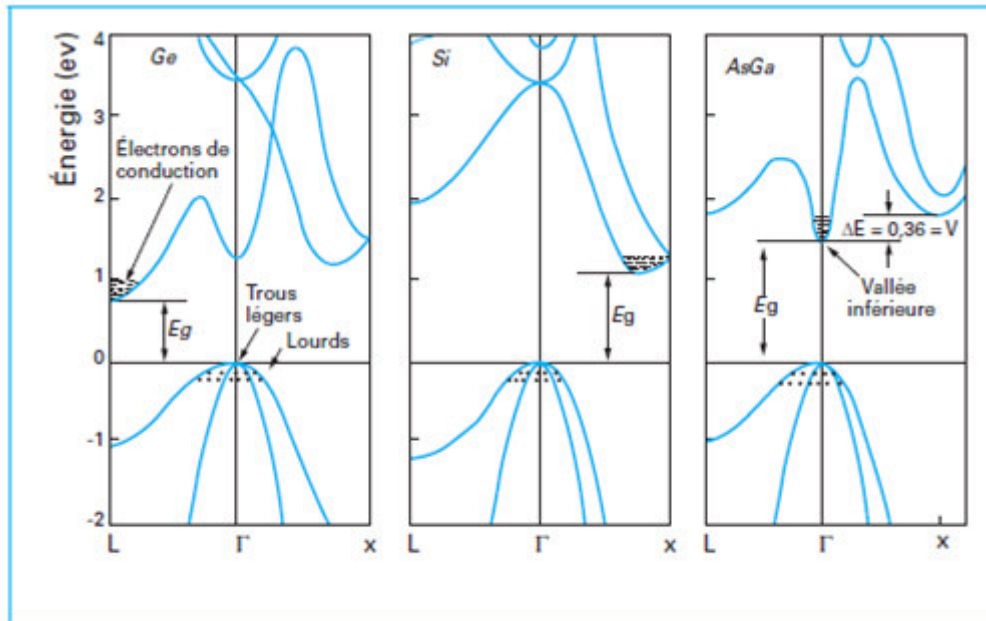 Énergie (ev)
4
3
2
1
0
-1
-2
Ge
Électrons de
conduction
Eg
Trous
légers
Lourds
L
Γ
x
Si
Eg
L
Γ
x
AsGa
ΔE = 0,36 = V
Vallée
inférieure
Eg
L
Γ
x